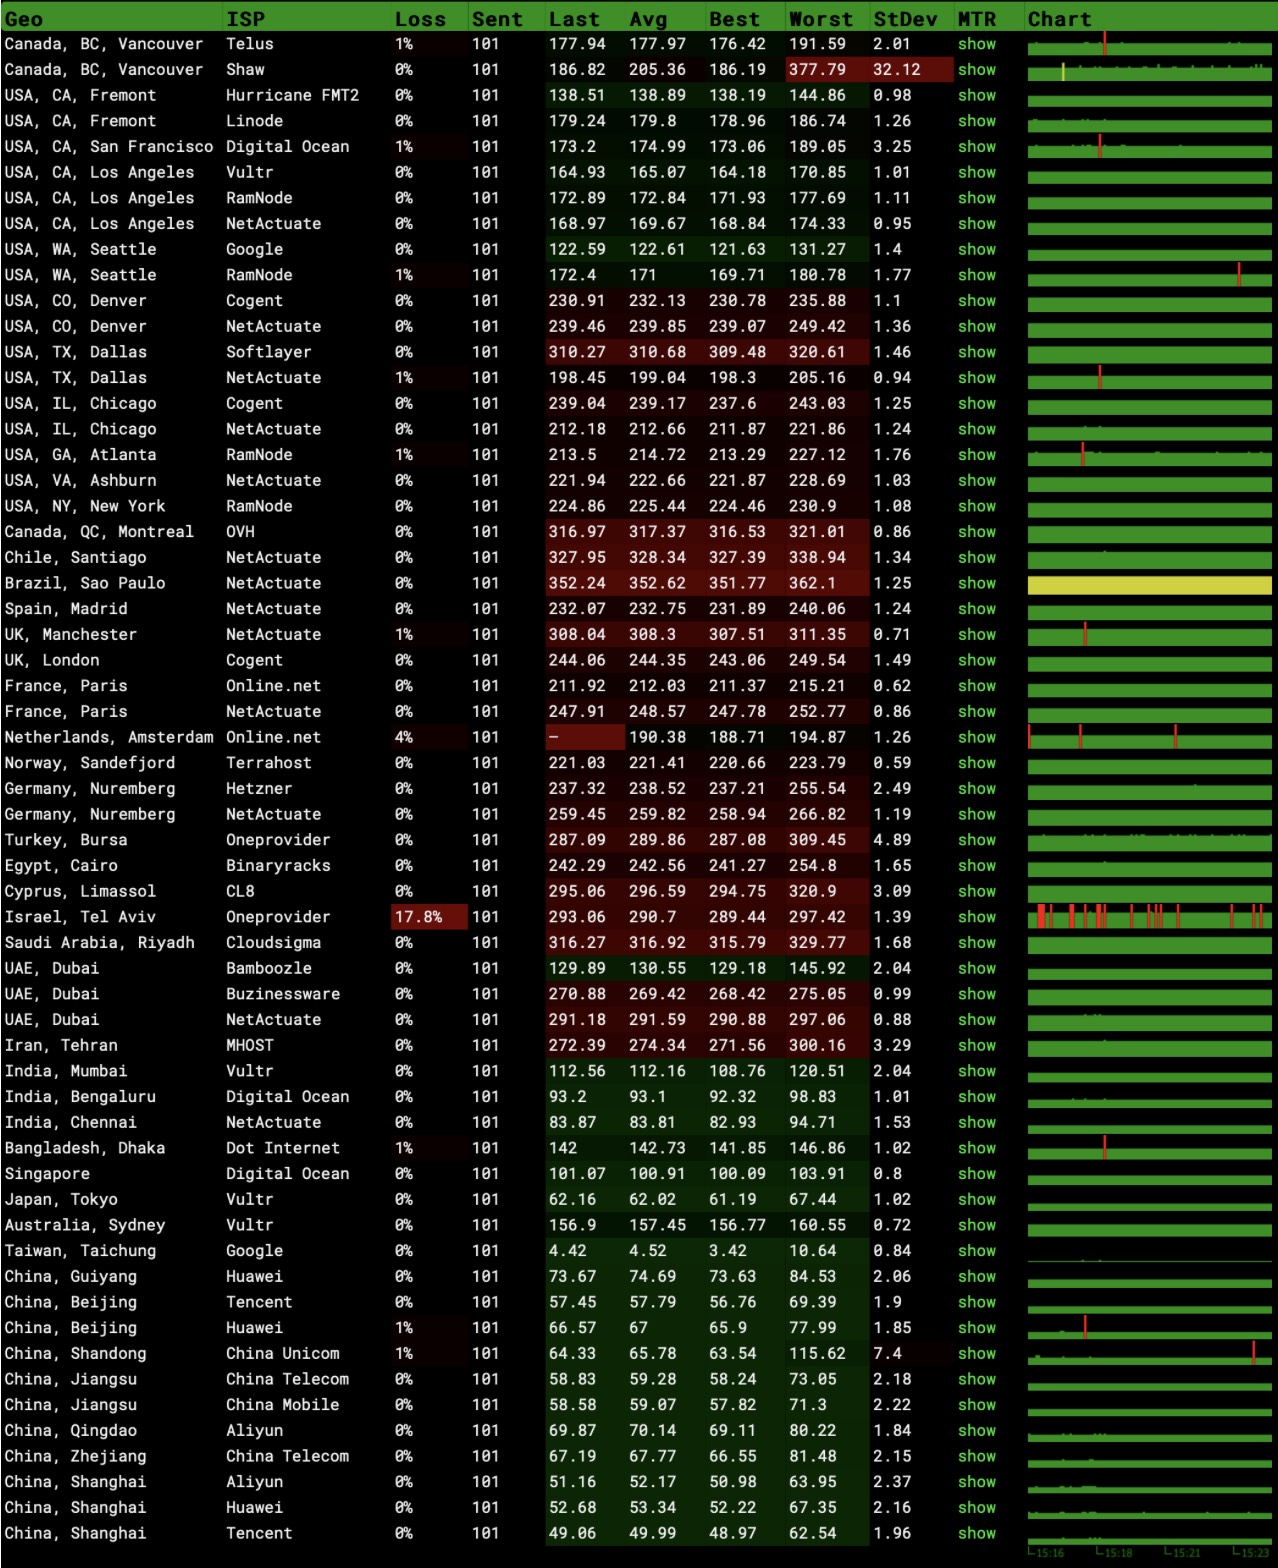 Geo ISP Loss Sent Last Avg Best Worst StDev MTR Chart
Canada, BC, Vancouver Telus 1% 101 177.94 177.97 176.42 191.59 2.01 show
Canada, BC, Vancouver Shaw 0% 101 186.82 205.36 186.19 377.79 32.12 show
USA, CA, Fremont Hurricane FMT2 0% 101 138.51 138.89 138.19 144.86 0.98 show
USA, CA, Fremont Linode 0% 101 179.24 179.8 178.96 186.74 1.26 show
USA, CA, San Francisco Digital Ocean 1% 101 173.2 174.99 173.06 189.05 3.25 show
USA, CA, Los Angeles Vultr 0% 101 164.93 165.07 164.18 170.85 1.01 show
USA, CA, Los Angeles RamNode 0% 101 172.89 172.84 171.93 177.69 1.11 show
USA, CA, Los Angeles NetActuate 0% 101 168.97 169.67 168.84 174.33 0.95 show
USA, WA, Seattle Google 0% 101 122.59 122.61 121.63 131.27 1.4 show
USA, WA, Seattle RamNode 1% 101 172.4 171 169.71 180.78 1.77 show
USA, CO, Denver Cogent 0% 101 230.91 232.13 230.78 235.88 1.1 show
USA, CO, Denver NetActuate 0% 101 239.46 239.85 239.07 249.42 1.36 show
USA, TX, Dallas Softlayer 0% 101 310.27 310.68 309.48 320.61 1.46 show
USA, TX, Dallas NetActuate 1% 101 198.45 199.04 198.3 205.16 0.94 show
USA, IL, Chicago Cogent 0% 101 239.04 239.17 237.6 243.03 1.25 show
USA, IL, Chicago NetActuate 0% 101 212.18 212.66 211.87 221.86 1.24 show
USA, GA, Atlanta RamNode 1% 101 213.5 214.72 213.29 227.12 1.76 show
USA, VA, Ashburn NetActuate 0% 101 221.94 222.66 221.87 228.69 1.03 show
USA, NY, New York RamNode 0% 101 224.86 225.44 224.46 230.9 1.08 show
Canada, QC, Montreal OVH 0% 101 316.97 317.37 316.53 321.01 0.86 show
Chile, Santiago NetActuate 0% 101 327.95 328.34 327.39 338.94 1.34 show
Brazil, Sao Paulo NetActuate 0% 101 352.24 352.62 351.77 362.1 1.25 show
Spain, Madrid NetActuate 0% 101 232.07 232.75 231.89 240.06 1.24 show
UK, Manchester NetActuate 1% 101 308.04 308.3 307.51 311.35 0.71 show
UK, London Cogent 0% 101 244.06 244.35 243.06 249.54 1.49 show
France, Paris Online.net 0% 101 211.92 212.03 211.37 215.21 0.62 show
France, Paris NetActuate 0% 101 247.91 248.57 247.78 252.77 0.86 show
Netherlands, Amsterdam Online.net 4% 101 – 190.38 188.71 194.87 1.26 show
Norway, Sandefjord Terrahost 0% 101 221.03 221.41 220.66 223.79 0.59 show
Germany, Nuremberg Hetzner 0% 101 237.32 238.52 237.21 255.54 2.49 show
Germany, Nuremberg NetActuate 0% 101 259.45 259.82 258.94 266.82 1.19 show
Turkey, Bursa Oneprovider 0% 101 287.09 289.86 287.08 309.45 4.89 show
Egypt, Cairo Binaryracks 0% 101 242.29 242.56 241.27 254.8 1.65 show
Cyprus, Limassol CL8 0% 101 295.06 296.59 294.75 320.9 3.09 show
Israel, Tel Aviv Oneprovider 17.8% 101 293.06 290.7 289.44 297.42 1.39 show
Saudi Arabia, Riyadh Cloudsigma 0% 101 316.27 316.92 315.79 329.77 1.68 show
UAE, Dubai Bamboozle 0% 101 129.89 130.55 129.18 145.92 2.04 show
UAE, Dubai Buzinessware 0% 101 270.88 269.42 268.42 275.05 0.99 show
UAE, Dubai NetActuate 0% 101 291.18 291.59 290.88 297.06 0.88 show
Iran, Tehran MHOST 0% 101 272.39 274.34 271.56 300.16 3.29 show
India, Mumbai Vultr 0% 101 112.56 112.16 108.76 120.51 2.04 show
India, Bengaluru Digital Ocean 0% 101 93.2 93.1 92.32 98.83 1.01 show
India, Chennai NetActuate 0% 101 83.87 83.81 82.93 94.71 1.53 show
Bangladesh, Dhaka Dot Internet 1% 101 142 142.73 141.85 146.86 1.02 show
Singapore Digital Ocean 0% 101 101.07 100.91 100.09 103.91 0.8 show
Japan, Tokyo Vultr 0% 101 62.16 62.02 61.19 67.44 1.02 show
Australia, Sydney Vultr 0% 101 156.9 157.45 156.77 160.55 0.72 show
Taiwan, Taichung Google 0% 101 4.42 4.52 3.42 10.64 0.84 show
China, Guiyang Huawei 0% 101 73.67 74.69 73.63 84.53 2.06 show
China, Beijing Tencent 0% 101 57.45 57.79 56.76 69.39 1.9 show
China, Beijing Huawei 1% 101 66.57 67 65.9 77.99 1.85 show
China, Shandong China Unicom 1% 101 64.33 65.78 63.54 115.62 7.4 show
China, Jiangsu China Telecom 0% 101 58.83 59.28 58.24 73.05 2.18 show
China, Jiangsu China Mobile 0% 101 58.58 59.07 57.82 71.3 2.22 show
China, Qingdao Aliyun 0% 101 69.87 70.14 69.11 80.22 1.84 show
China, Zhejiang China Telecom 0% 101 67.19 67.77 66.55 81.48 2.15 show
China, Shanghai Aliyun 0% 101 51.16 52.17 50.98 63.95 2.37 show
China, Shanghai Huawei 0% 101 52.68 53.34 52.22 67.35 2.16 show
China, Shanghai Tencent 0% 101 49.06 49.99 48.97 62.54 1.96 show
15:16 15:18 15:21 15:23